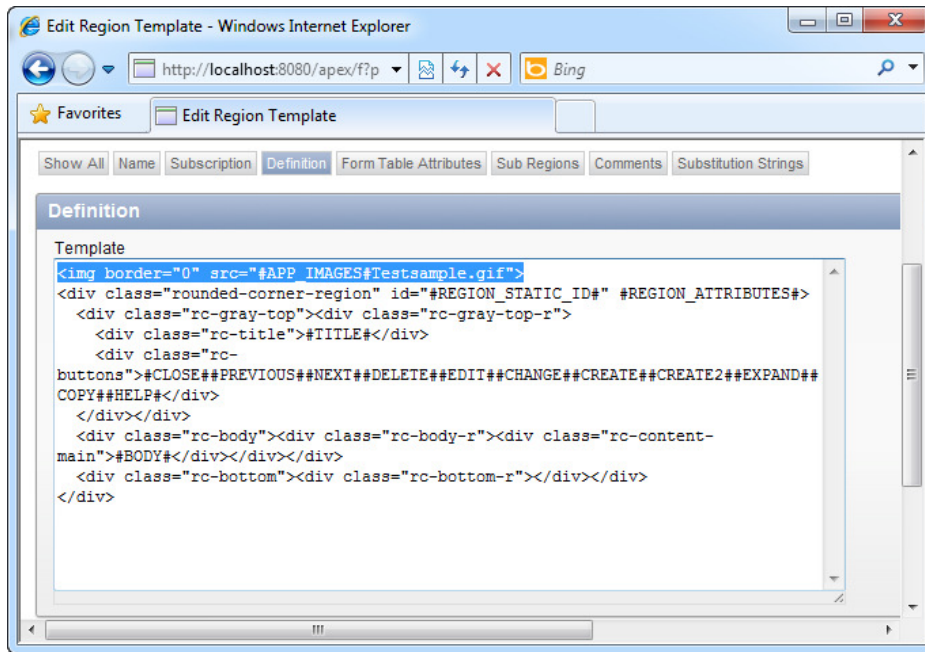 Edit Region Template - Windows Internet Explorer
http://localhost:8080/apex/f?p
Bing
Favorites
Edit Region Template
Show All Name Subscription Definition Form Table Attributes Sub Regions Comments Substitution Strings
Definition
Template
<img border="0" src="#APP_IMAGES#Testsample.gif">
<div class="rounded-corner-region" id="#REGION_STATIC_ID#" #REGION_ATTRIBUTES#>
<div class="rc-gray-top"><div class="rc-gray-top-r">
<div class="rc-title">#TITLE#</div>
<div class="rc-
buttons">#CLOSE##PREVIOUS##NEXT##DELETE##EDIT##CHANGE##CREATE##CREATE2##EXPAND##
COPY##HELP#</div>
</div></div>
<div class="rc-body"><div class="rc-body-r"><div class="rc-content-
main">#BODY#</div></div></div>
<div class="rc-bottom"><div class="rc-bottom-r"></div></div>
</div>